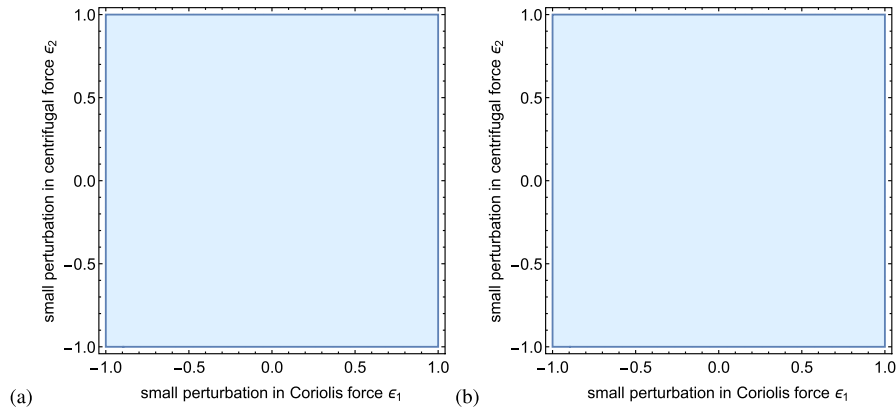 (a)
small perturbation in centrifugal force ϵ₂
1.0
0.5
0.0
−0.5
−1.0
−1.0 −0.5 0.0 0.5 1.0
small perturbation in Coriolis force ϵ₁
(b)
small perturbation in centrifugal force ϵ₂
1.0
0.5
0.0
−0.5
−1.0
−1.0 −0.5 0.0 0.5 1.0
small perturbation in Coriolis force ϵ₁